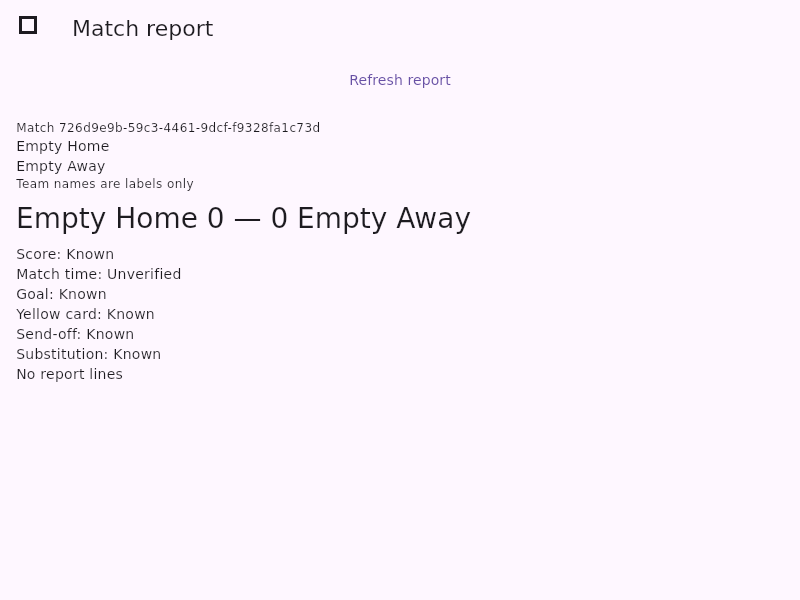 Match report
Refresh report
Match 726d9e9b-59c3-4461-9dcf-f9328fa1c73d
Empty Home
Empty Away
Team names are labels only
Empty Home 0 — 0 Empty Away
Score: Known
Match time: Unverified
Goal: Known
Yellow card: Known
Send-off: Known
Substitution: Known
No report lines